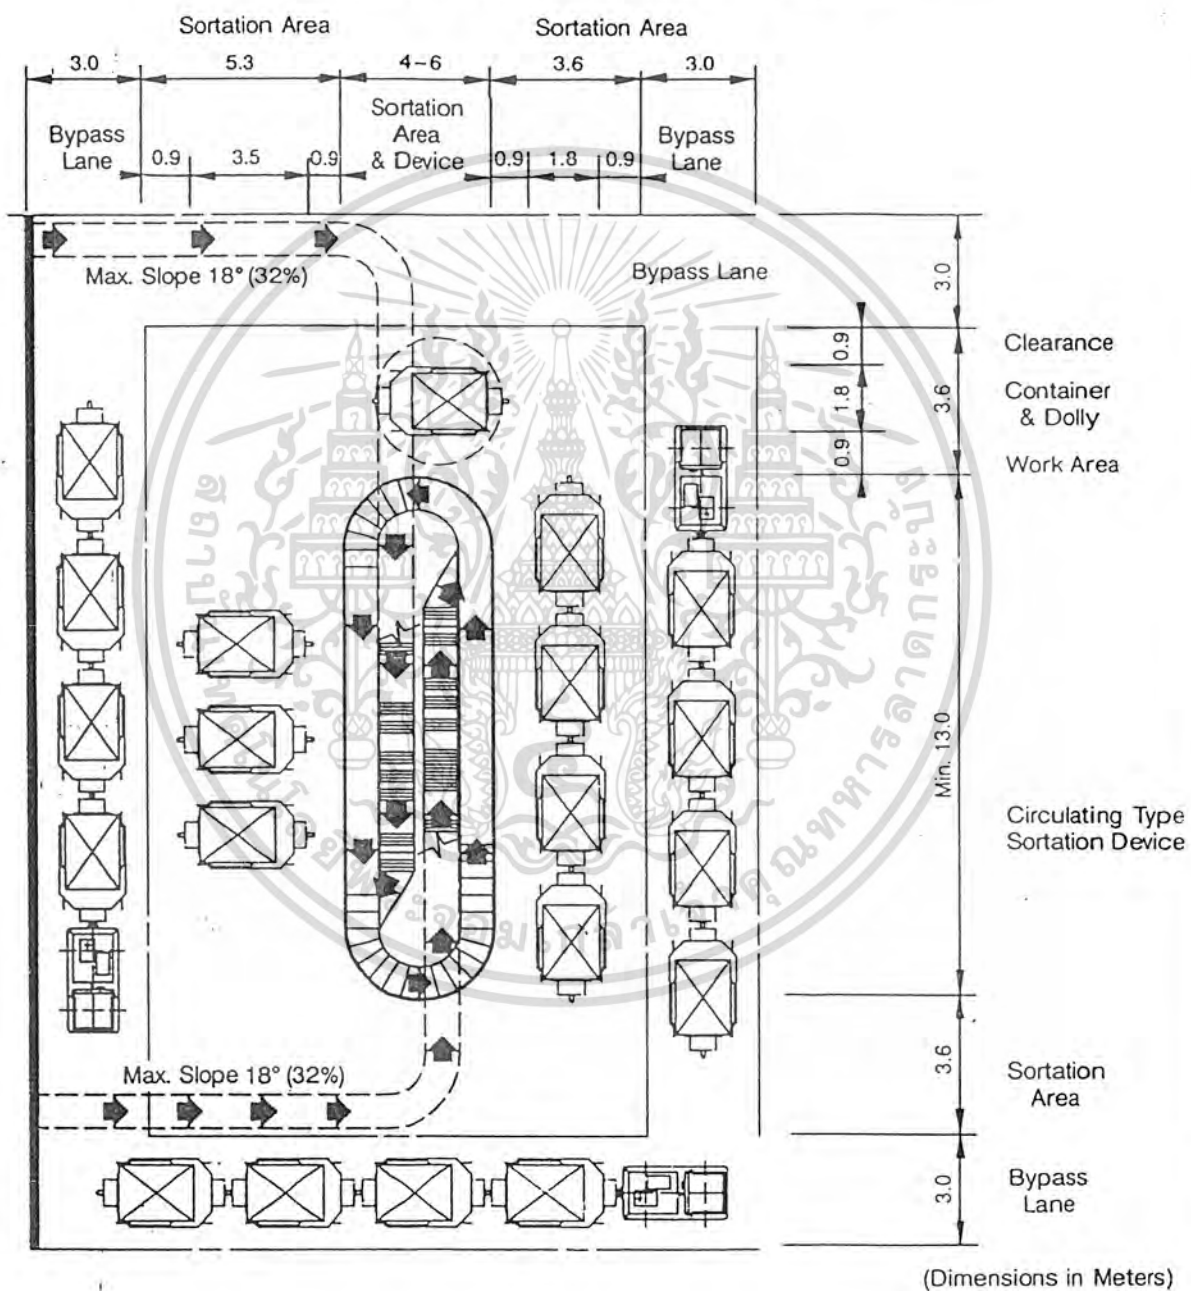 Sortation Area
Sortation Area
3.0
5.3
4-6
3.6
3.0
Bypass
Lane
Sortation
Area
& Device
Bypass
Lane
0.9
3.5
0.9
0.9
1.8
0.9
Max. Slope 18° (32%)
Bypass Lane
3.0
0.9
1.8
0.9
3.6
Clearance
Container
& Dolly
Work Area
Min. 13.0
Circulating Type
Sortation Device
Max. Slope 18° (32%)
3.6
Sortation
Area
3.0
Bypass
Lane
(Dimensions in Meters)